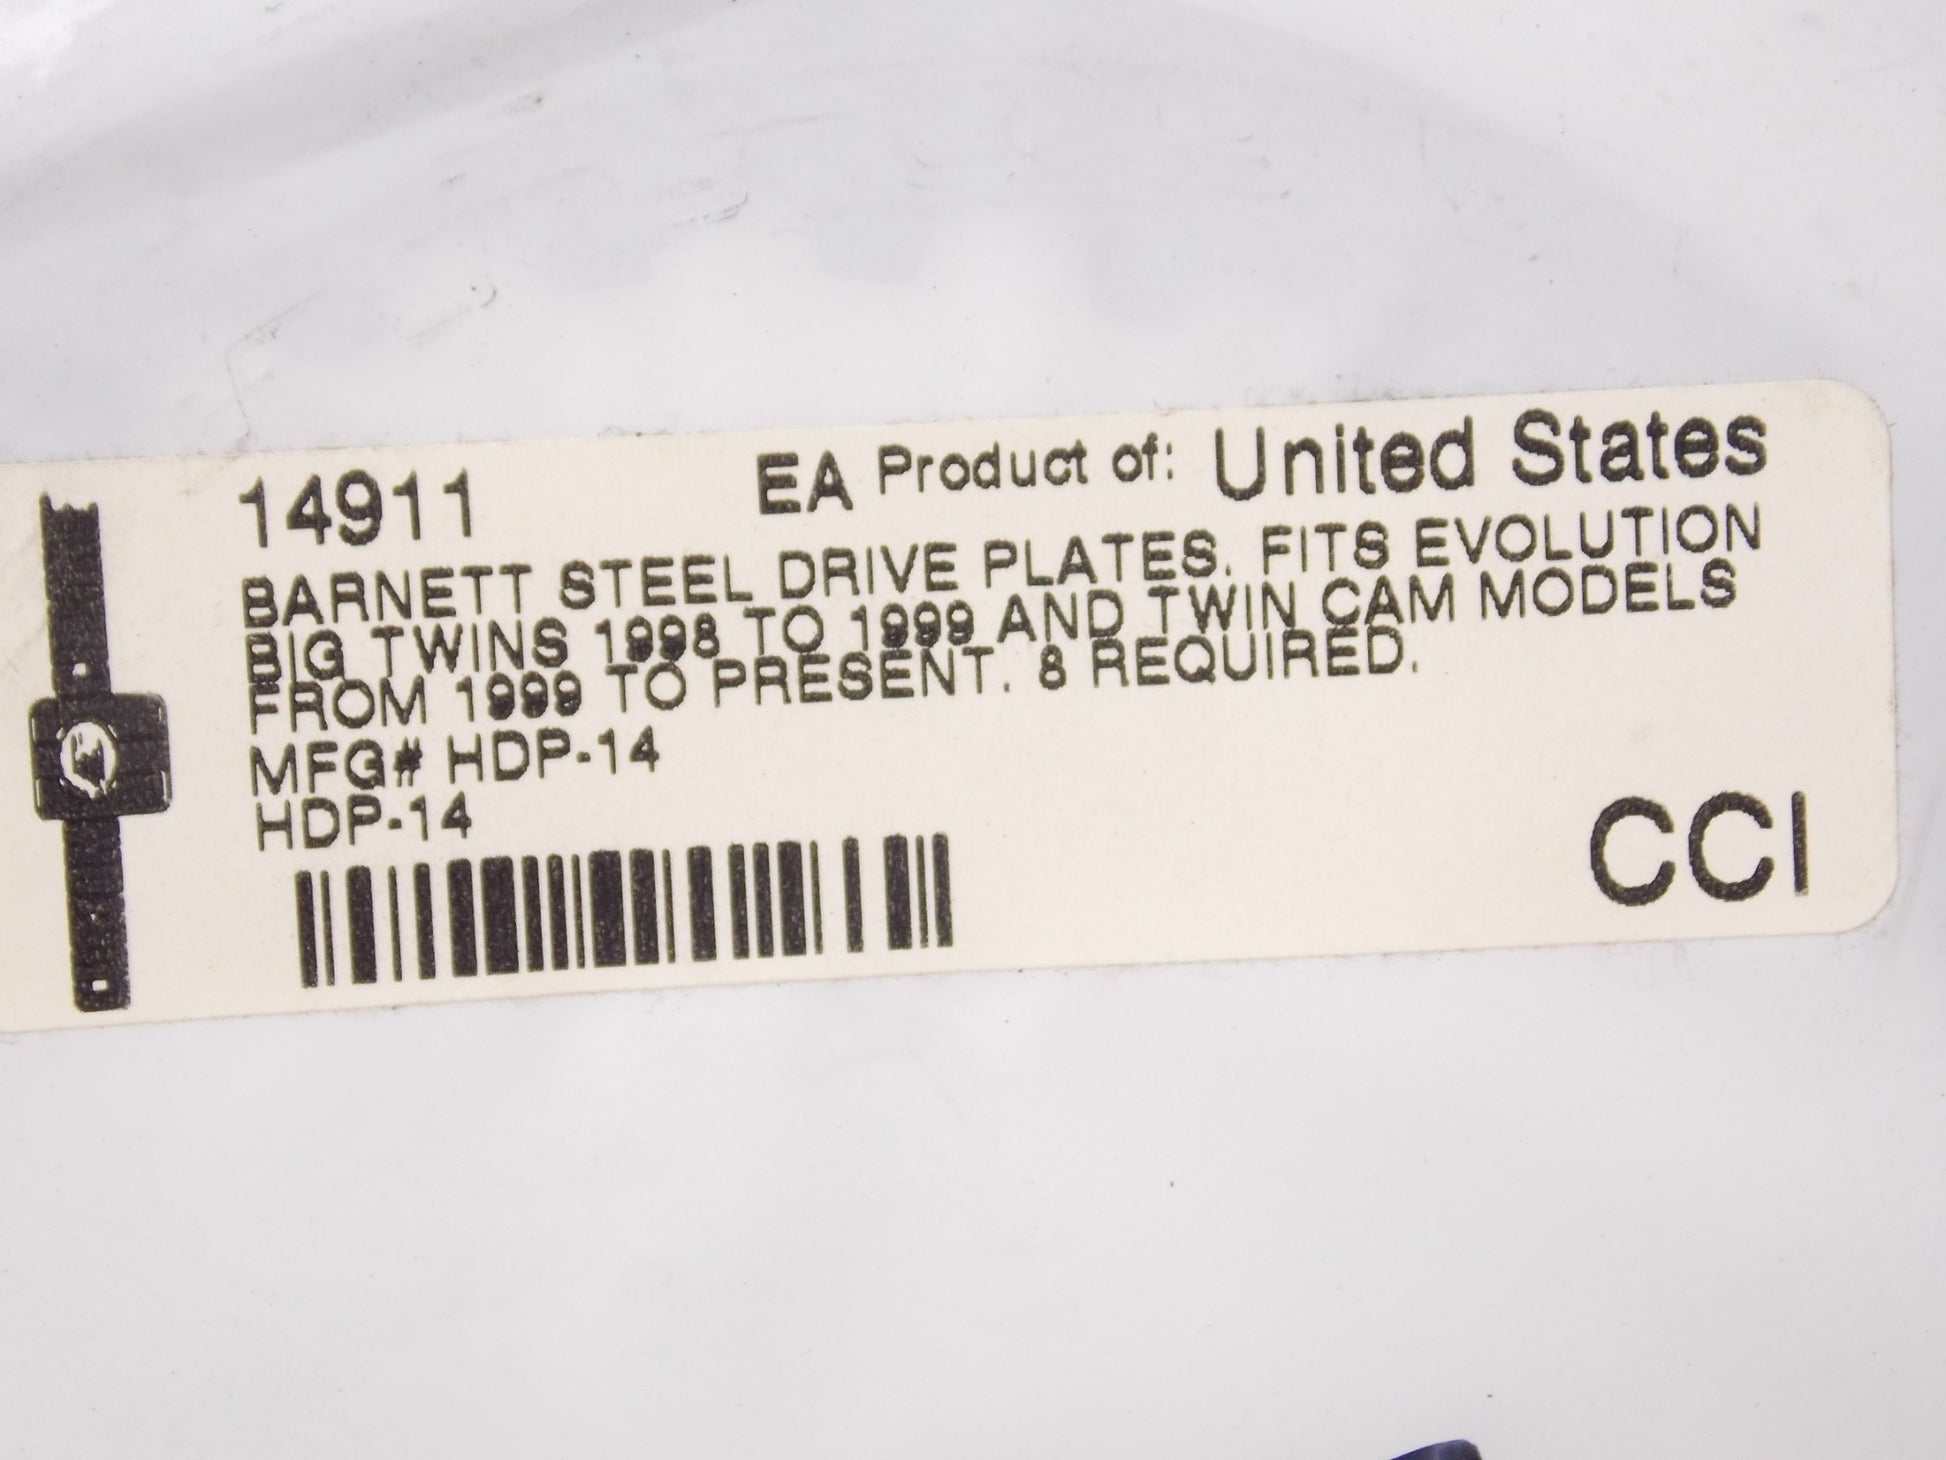 14911 EA Product of: United States
BARNETT STEEL DRIVE PLATES. FITS EVOLUTION
BIG TWINS 1998 TO 1999 AND TWIN CAM MODELS
FROM 1999 TO PRESENT. 8 REQUIRED.
MFG# HDP-14
HDP-14
CCI